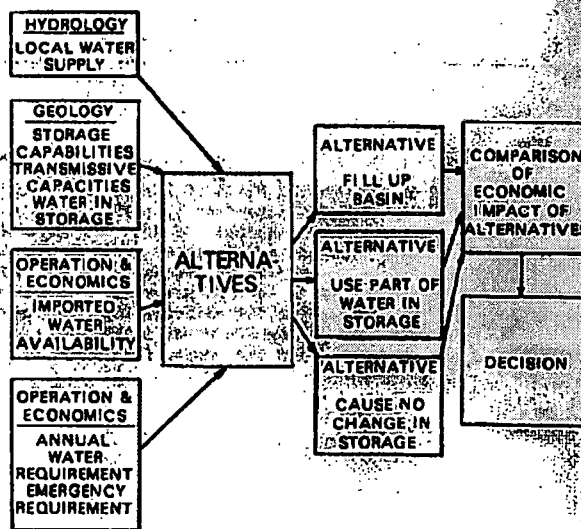 HYDROLOGY
LOCAL WATER
SUPPLY
GEOLOGY
STORAGE
CAPABILITIES
TRANSMISSIVE
CAPACITIES
WATER IN
STORAGE
OPERATION &
ECONOMICS
IMPORTED
WATER
AVAILABILITY
OPERATION &
ECONOMICS
ANNUAL
WATER
REQUIREMENT
EMERGENCY
REQUIREMENT
ALTERNA
TIVES
ALTERNATIVE
FILL UP
BASIN
ALTERNATIVE
USE PART OF
WATER IN
STORAGE
ALTERNATIVE
CAUSE NO
CHANGE IN
STORAGE
COMPARISON
OF
ECONOMIC
IMPACT OF
ALTERNATIVES
DECISION